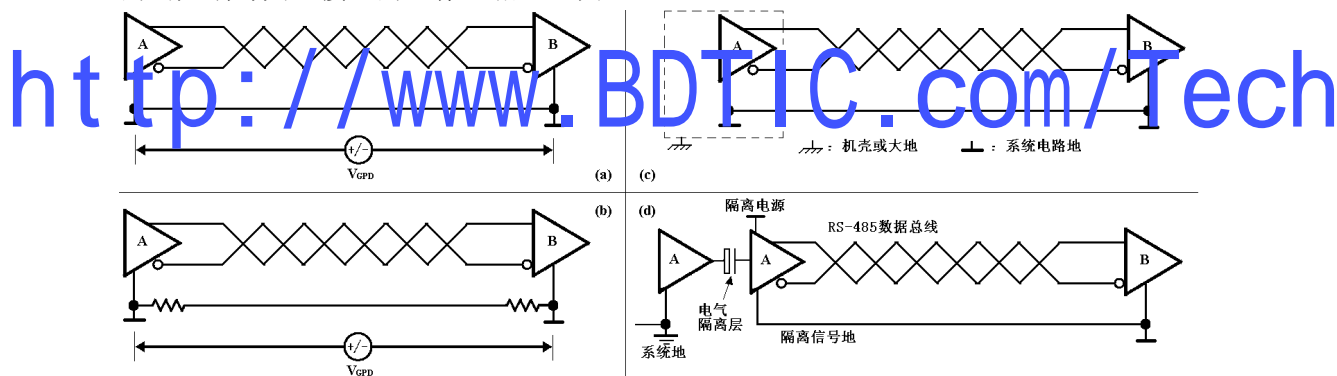 A
B
+/-
VGPD
(a)
(c)
A
B
：机壳或大地
：系统电路地
http://www.BDTIC.com/Tech
(b)
A
B
+/-
VGPD
(d)
隔离电源
RS-485数据总线
A
A
B
电气
隔离层
系统地
隔离信号地